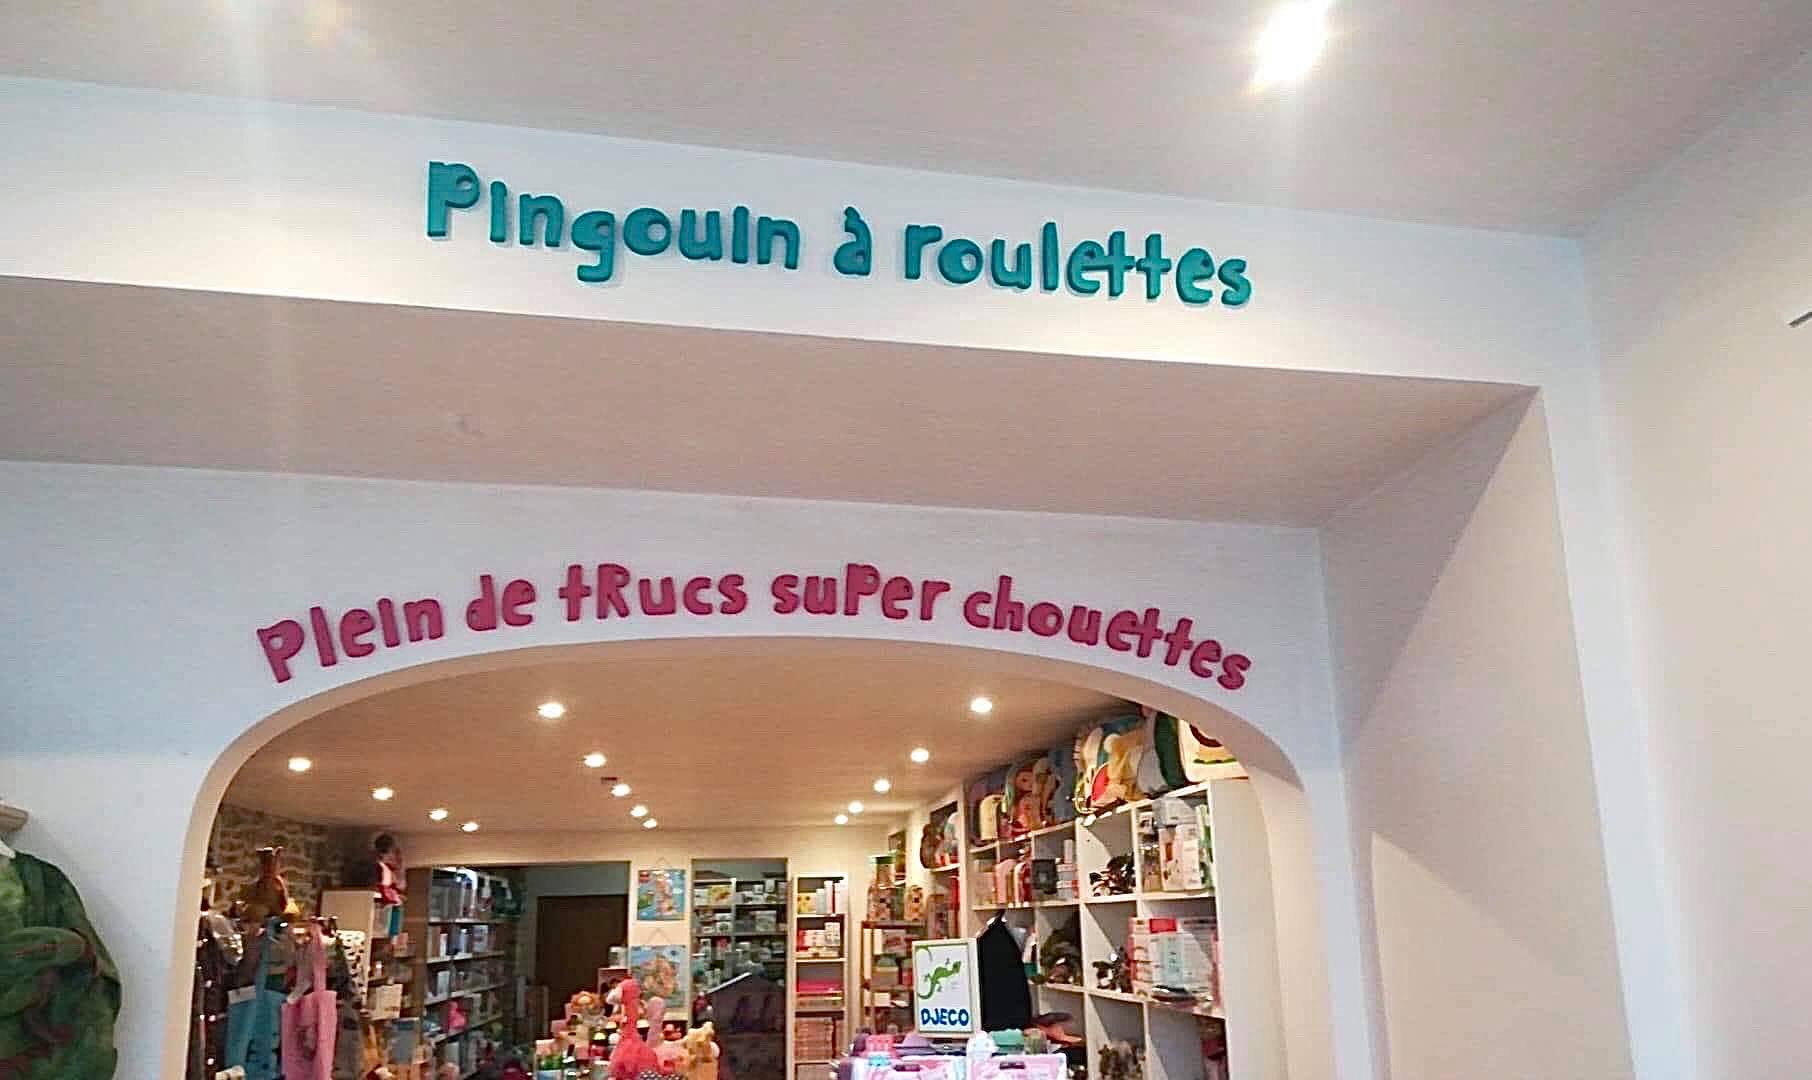 Pingouin à roulettes
Plein de tRucs suPer chouettes
DJECO